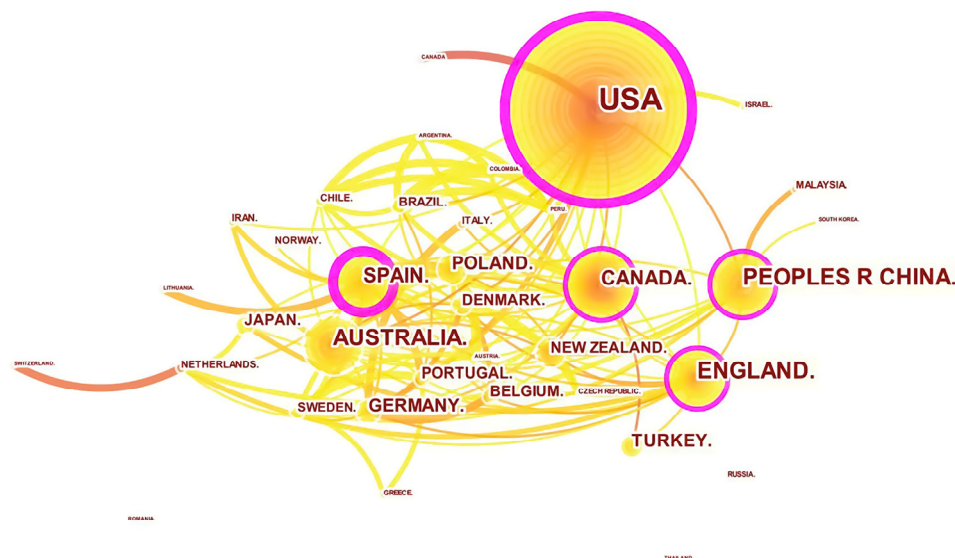 CANADA
USA
ISRAEL.
ARGENTINA.
COLOMBIA.
MALAYSIA.
CHILE.
BRAZIL.
PERU.
IRAN.
ITALY.
SOUTH KOREA.
NORWAY.
SPAIN.
POLAND.
CANADA.
PEOPLES R CHINA.
LITHUANIA.
DENMARK.
JAPAN.
AUSTRALIA.
NEW ZEALAND.
SWITZERLAND.
NETHERLANDS.
AUSTRIA.
PORTUGAL.
ENGLAND.
BELGIUM.
CZECH REPUBLIC.
SWEDEN.
GERMANY.
TURKEY.
RUSSIA.
GREECE.
ROMANIA.
THAILAND